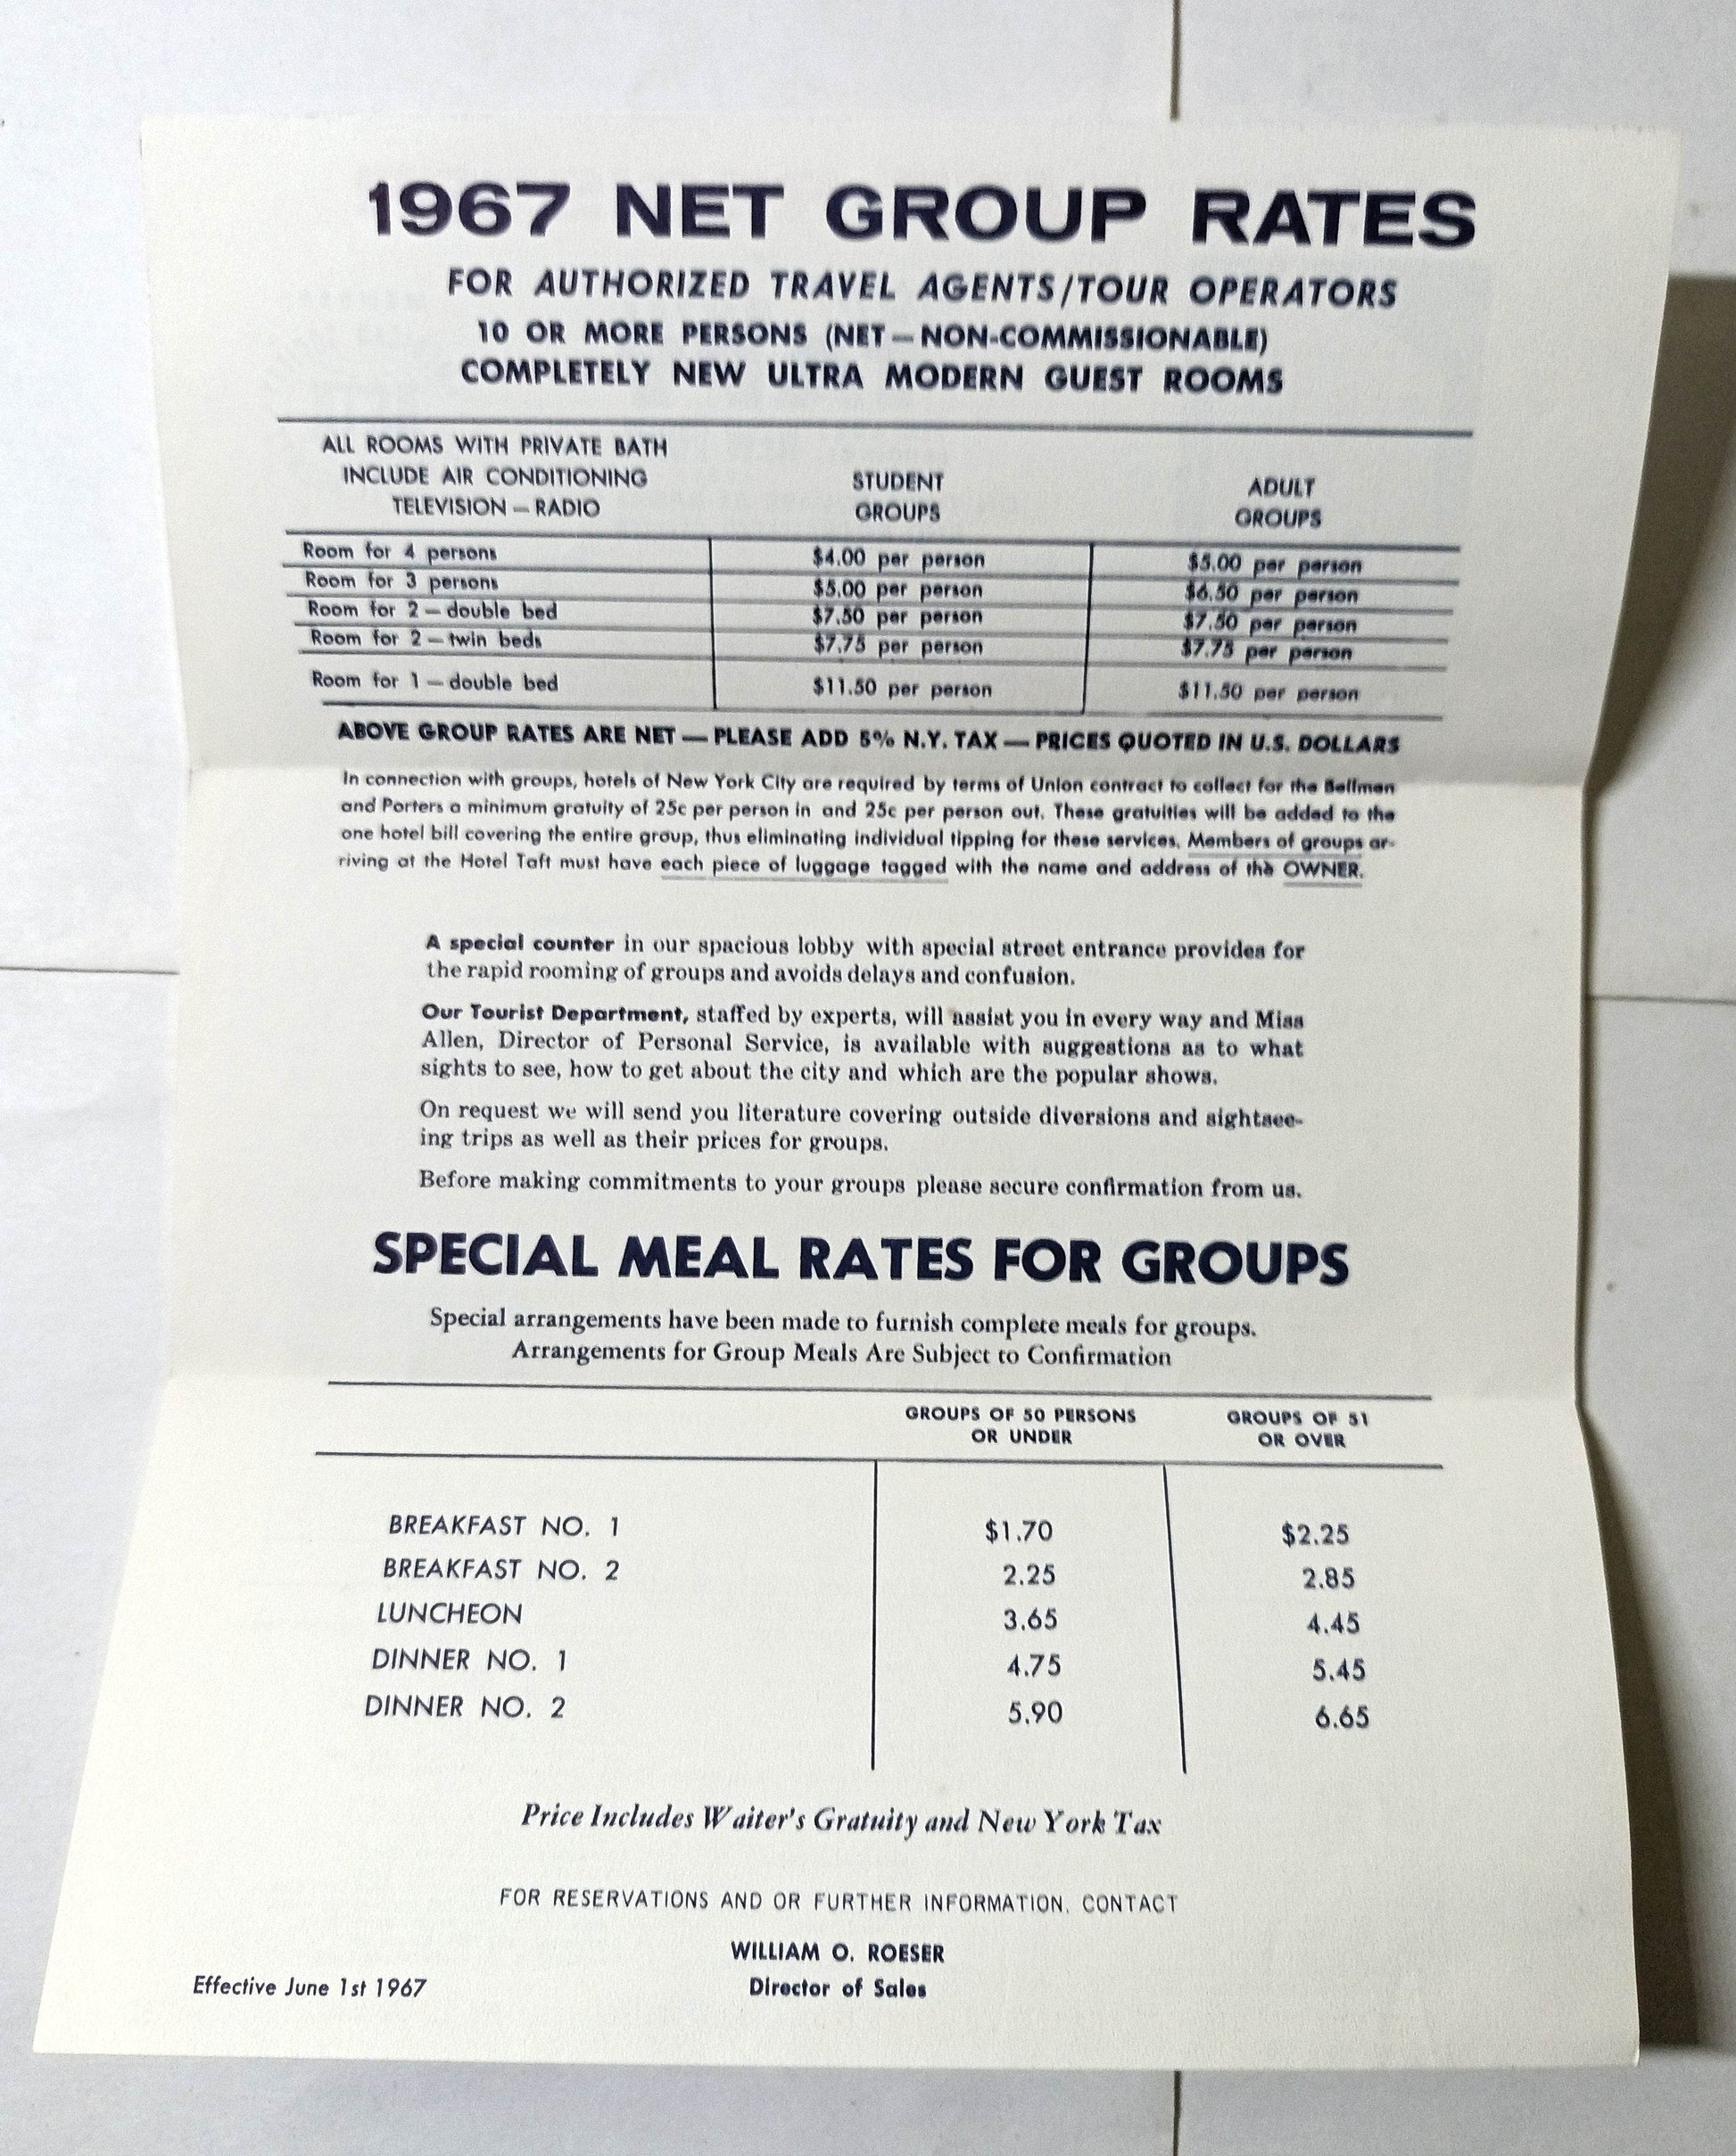 1967 NET GROUP RATES
FOR AUTHORIZED TRAVEL AGENTS/TOUR OPERATORS
10 OR MORE PERSONS (NET — NON-COMMISSIONABLE)
COMPLETELY NEW ULTRA MODERN GUEST ROOMS
ALL ROOMS WITH PRIVATE BATH
INCLUDE AIR CONDITIONING
TELEVISION — RADIO
STUDENT
GROUPS
ADULT
GROUPS
Room for 4 persons $4.00 per person $5.00 per person
Room for 3 persons $5.00 per person $6.50 per person
Room for 2 — double bed $7.50 per person $7.50 per person
Room for 2 — twin beds $7.75 per person $7.75 per person
Room for 1 — double bed $11.50 per person $11.50 per person
ABOVE GROUP RATES ARE NET — PLEASE ADD 5% N.Y. TAX — PRICES QUOTED IN U.S. DOLLARS
In connection with groups, hotels of New York City are required by terms of Union contract to collect for the Bellmen
and Porters a minimum gratuity of 25c per person in and 25c per person out. These gratuities will be added to the
one hotel bill covering the entire group, thus eliminating individual tipping for these services. Members of groups ar-
riving at the Hotel Taft must have each piece of luggage tagged with the name and address of the OWNER.
A special counter in our spacious lobby with special street entrance provides for
the rapid rooming of groups and avoids delays and confusion.
Our Tourist Department, staffed by experts, will assist you in every way and Miss
Allen, Director of Personal Service, is available with suggestions as to what
sights to see, how to get about the city and which are the popular shows.
On request we will send you literature covering outside diversions and sightsee-
ing trips as well as their prices for groups.
Before making commitments to your groups please secure confirmation from us.
SPECIAL MEAL RATES FOR GROUPS
Special arrangements have been made to furnish complete meals for groups.
Arrangements for Group Meals Are Subject to Confirmation
GROUPS OF 50 PERSONS
OR UNDER
GROUPS OF 51
OR OVER
BREAKFAST NO. 1 $1.70 $2.25
BREAKFAST NO. 2 2.25 2.85
LUNCHEON 3.65 4.45
DINNER NO. 1 4.75 5.45
DINNER NO. 2 5.90 6.65
Price Includes Waiter's Gratuity and New York Tax
FOR RESERVATIONS AND OR FURTHER INFORMATION, CONTACT
WILLIAM O. ROESER
Director of Sales
Effective June 1st 1967